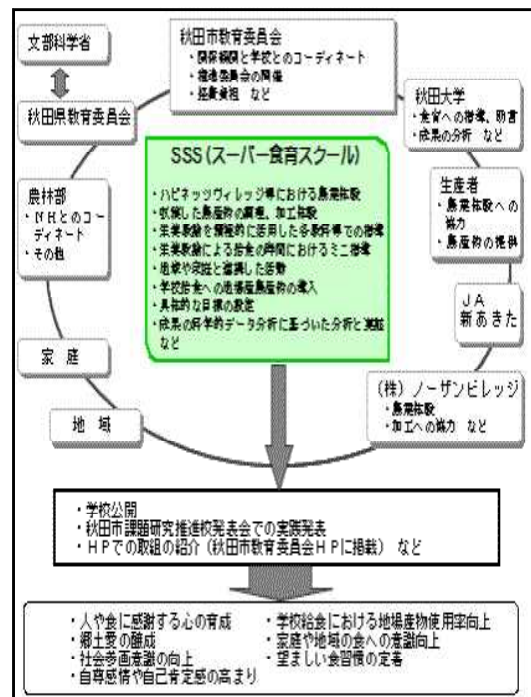 文部科学省
秋田県教育委員会
秋田市教育委員会
・関係機関と学校とのコーディネート
・推進委員会の開催
・経費負担 など
秋田大学
・食育への指導、助言
・成果の分析 など
農林部
・NHとのコー
ディネート
・その他
SSS(スーパー食育スクール)
・ハピネッツヴィレッジ等における農業体験
・収穫した農産物の調理、加工体験
・栄養教諭を積極的に活用した各教科等での指導
・栄養教諭による給食の時間におけるミニ指導
・地域や家庭と連携した活動
・学校給食への地場産農産物の導入
・具体的な目標の設定
・成果の科学的データ分析に基づいた分析と実証
など
生産者
・農業体験への
協力
・農産物の提供
JA
新あきた
家 庭
地 域
(株)ノーザンビレッジ
・農業体験
・加工への協力 など
・学校公開
・秋田市課題研究推進校発表会での実践発表
・HPでの取組の紹介(秋田市教育委員会HPに掲載) など
・人や食に感謝する心の育成
・郷土愛の醸成
・社会参画意識の向上
・自尊感情や自己肯定感の高まり
・学校給食における地場産物使用率向上
・家庭や地域の食への意識向上
・望ましい食習慣の定着